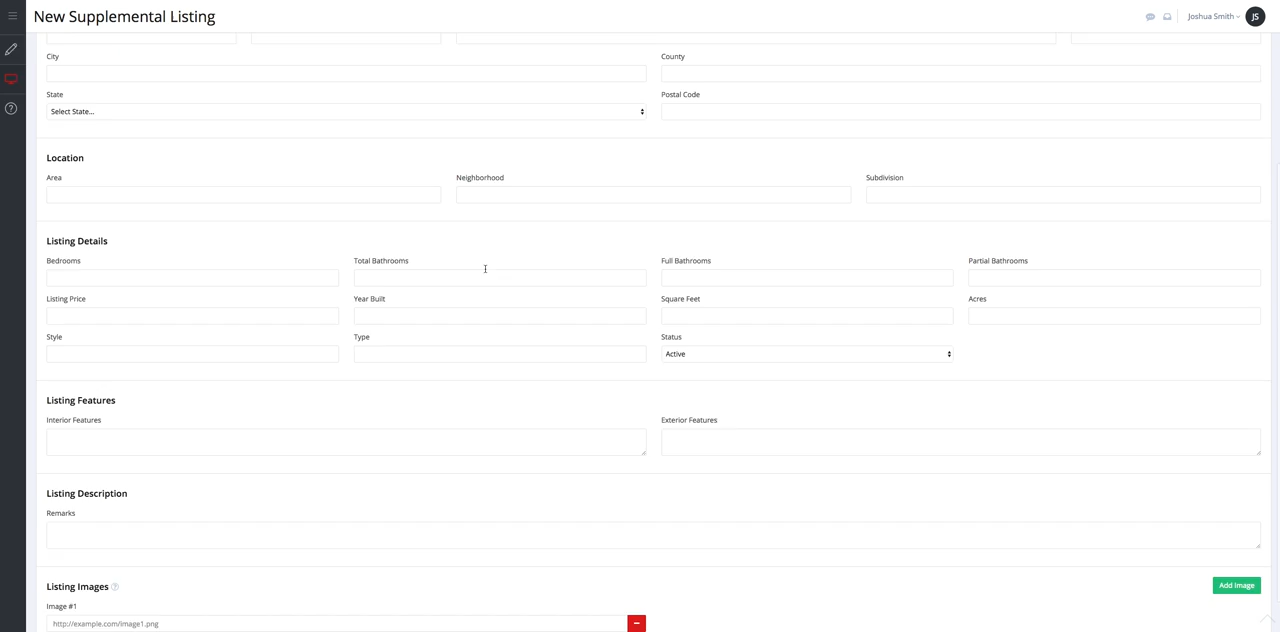 New Supplemental Listing
Joshua Smith
JS
City
County
State
Postal Code
Select State...
Location
Area
Neighborhood
Subdivision
Listing Details
Bedrooms
Total Bathrooms
Full Bathrooms
Partial Bathrooms
Listing Price
Year Built
Square Feet
Acres
Style
Type
Status
Active
Listing Features
Interior Features
Exterior Features
Listing Description
Remarks
Listing Images ?
Add Image
Image #1
http://example.com/image1.png